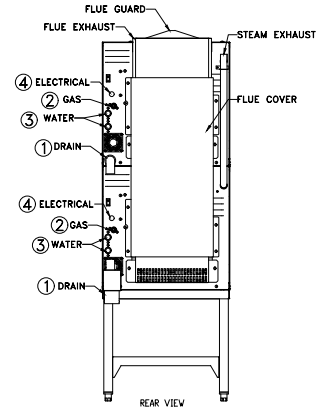 FLUE GUARD
FLUE EXHAUST
STEAM EXHAUST
4 ELECTRICAL
2 GAS
FLUE COVER
3 WATER
1 DRAIN
4 ELECTRICAL
2 GAS
3 WATER
1 DRAIN
REAR VIEW